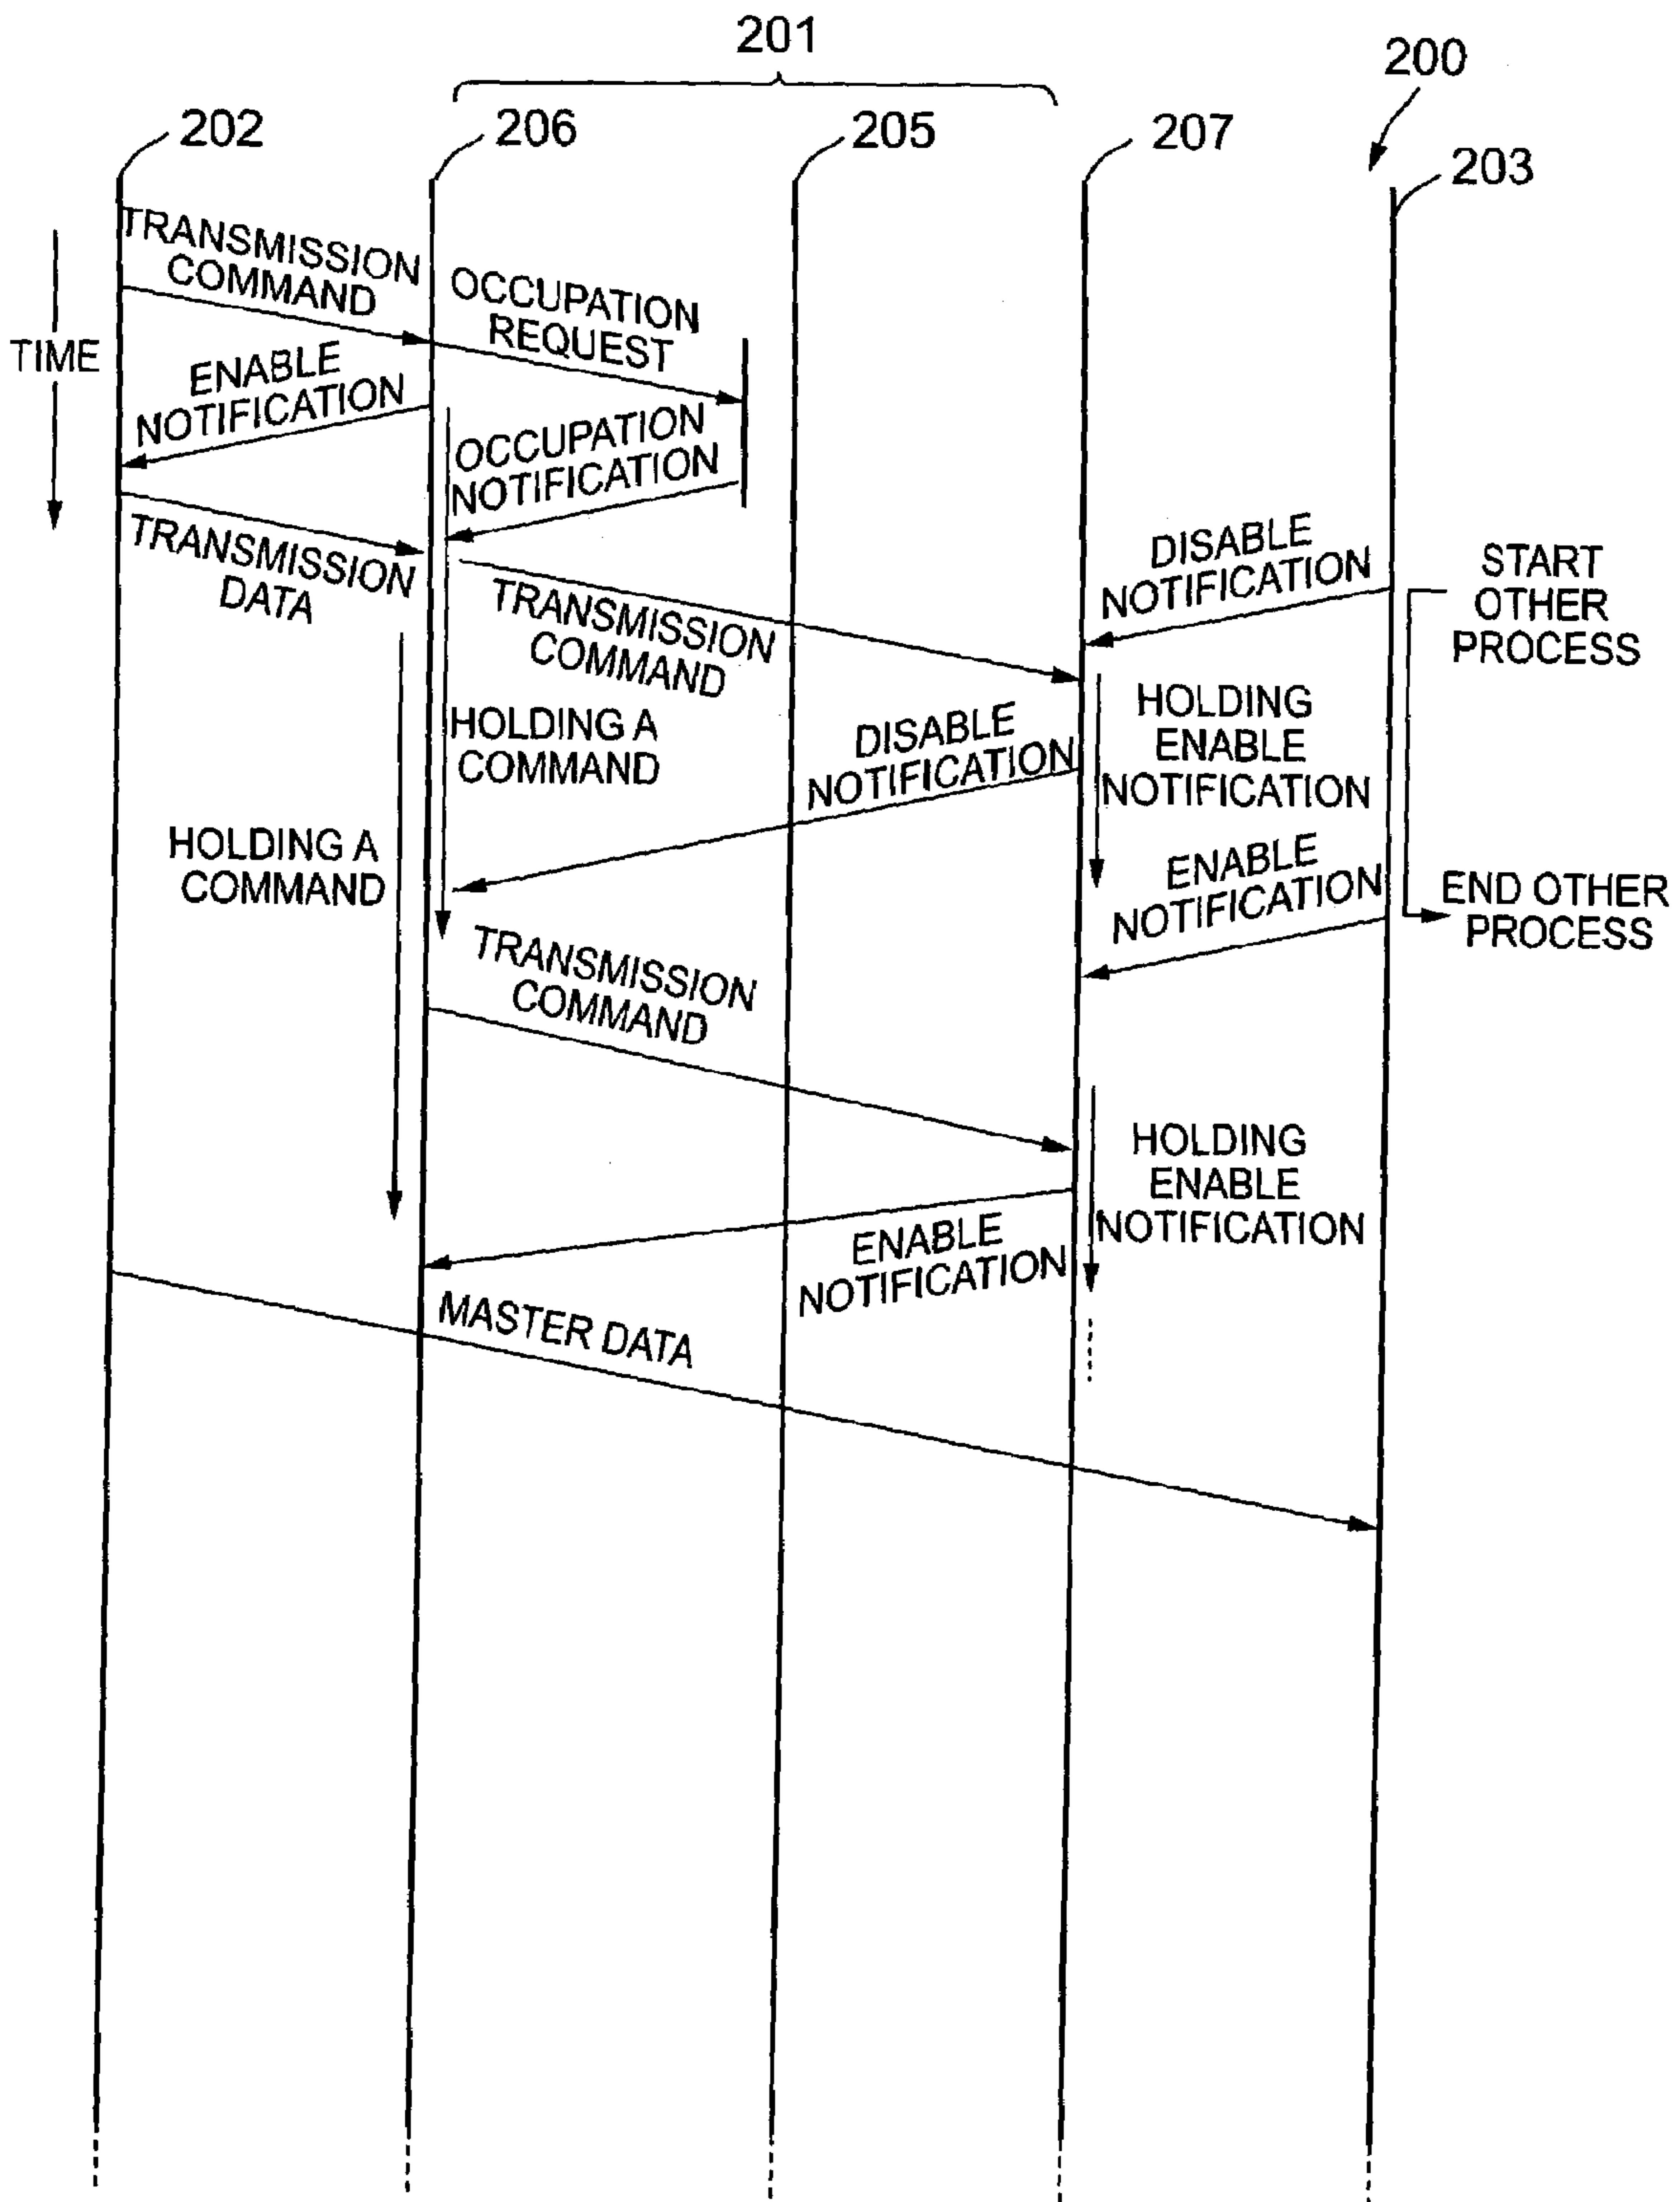 201
200
202
206
205
207
203
TRANSMISSION
COMMAND
OCCUPATION
REQUEST
TIME
ENABLE
NOTIFICATION
OCCUPATION
NOTIFICATION
TRANSMISSION
DATA
DISABLE
NOTIFICATION
START
OTHER
PROCESS
TRANSMISSION
COMMAND
HOLDING A
COMMAND
DISABLE
NOTIFICATION
HOLDING
ENABLE
NOTIFICATION
HOLDING A
COMMAND
ENABLE
NOTIFICATION
END OTHER
PROCESS
TRANSMISSION
COMMAND
HOLDING
ENABLE
NOTIFICATION
ENABLE
NOTIFICATION
MASTER DATA